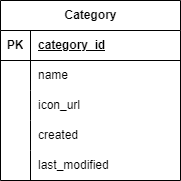 Category
PK category_id
name
icon_url
created
last_modified